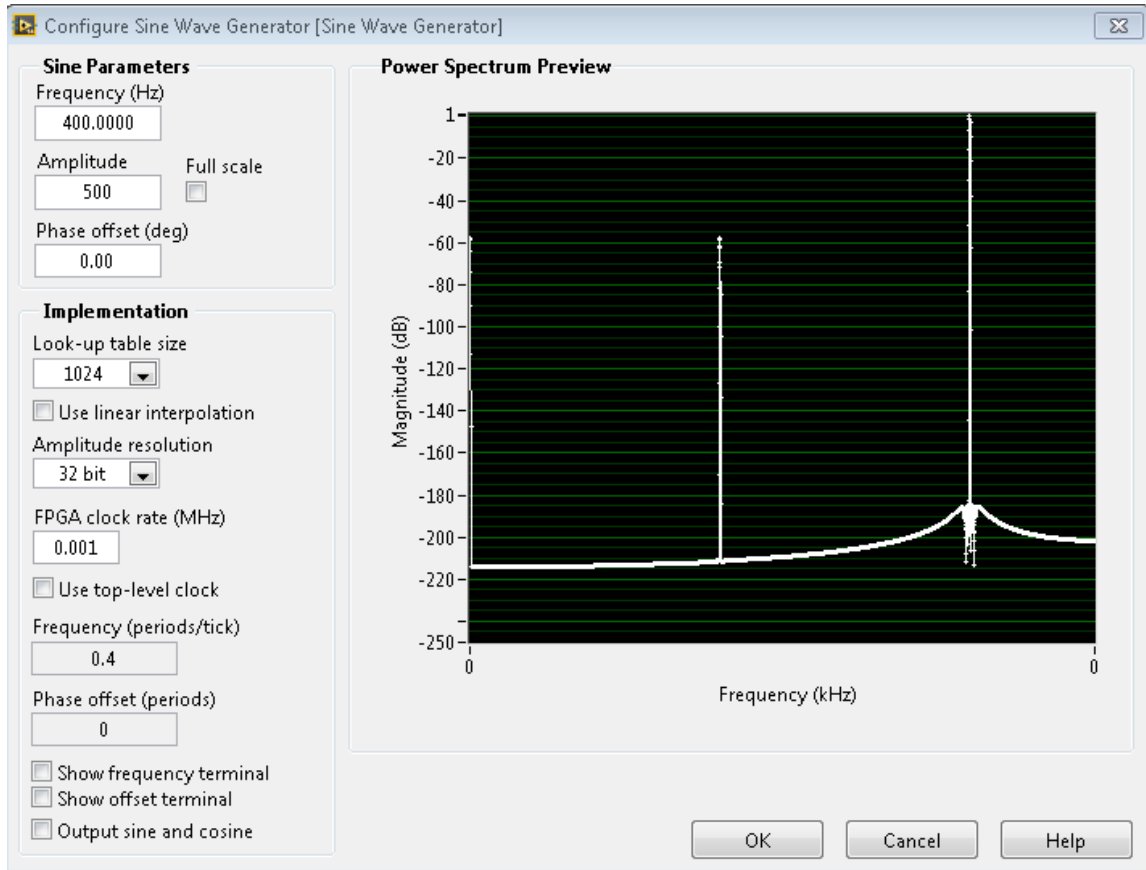 Configure Sine Wave Generator [Sine Wave Generator]
Sine Parameters
Frequency (Hz)
400.0000
Amplitude
Full scale
500
Phase offset (deg)
0.00
Implementation
Look-up table size
1024
Use linear interpolation
Amplitude resolution
32 bit
FPGA clock rate (MHz)
0.001
Use top-level clock
Frequency (periods/tick)
0.4
Phase offset (periods)
0
Show frequency terminal
Show offset terminal
Output sine and cosine
Power Spectrum Preview
Magnitude (dB)
1
-20
-40
-60
-80
-100
-120
-140
-160
-180
-200
-220
-250
0
0
Frequency (kHz)
OK
Cancel
Help